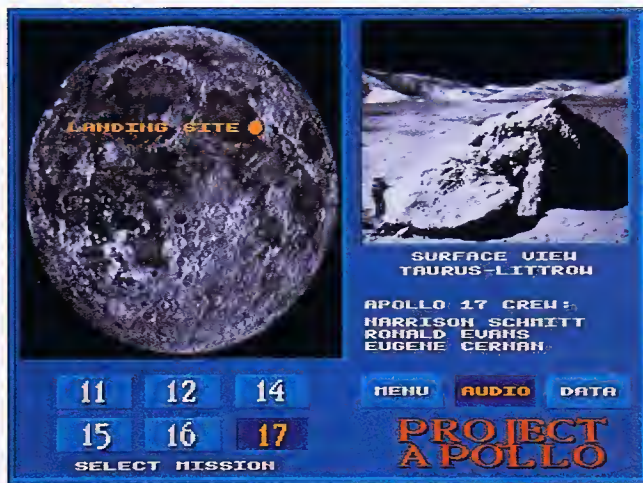 LANDING SITE
SURFACE VIEW
TAURUS-LITTROW
APOLLO 17 CREW:
HARRISON SCHMITT
RONALD EVANS
EUGENE CERNAN
11 12 14
15 16 17
SELECT MISSION
MENU AUDIO DATA
PROJECT
APOLLO